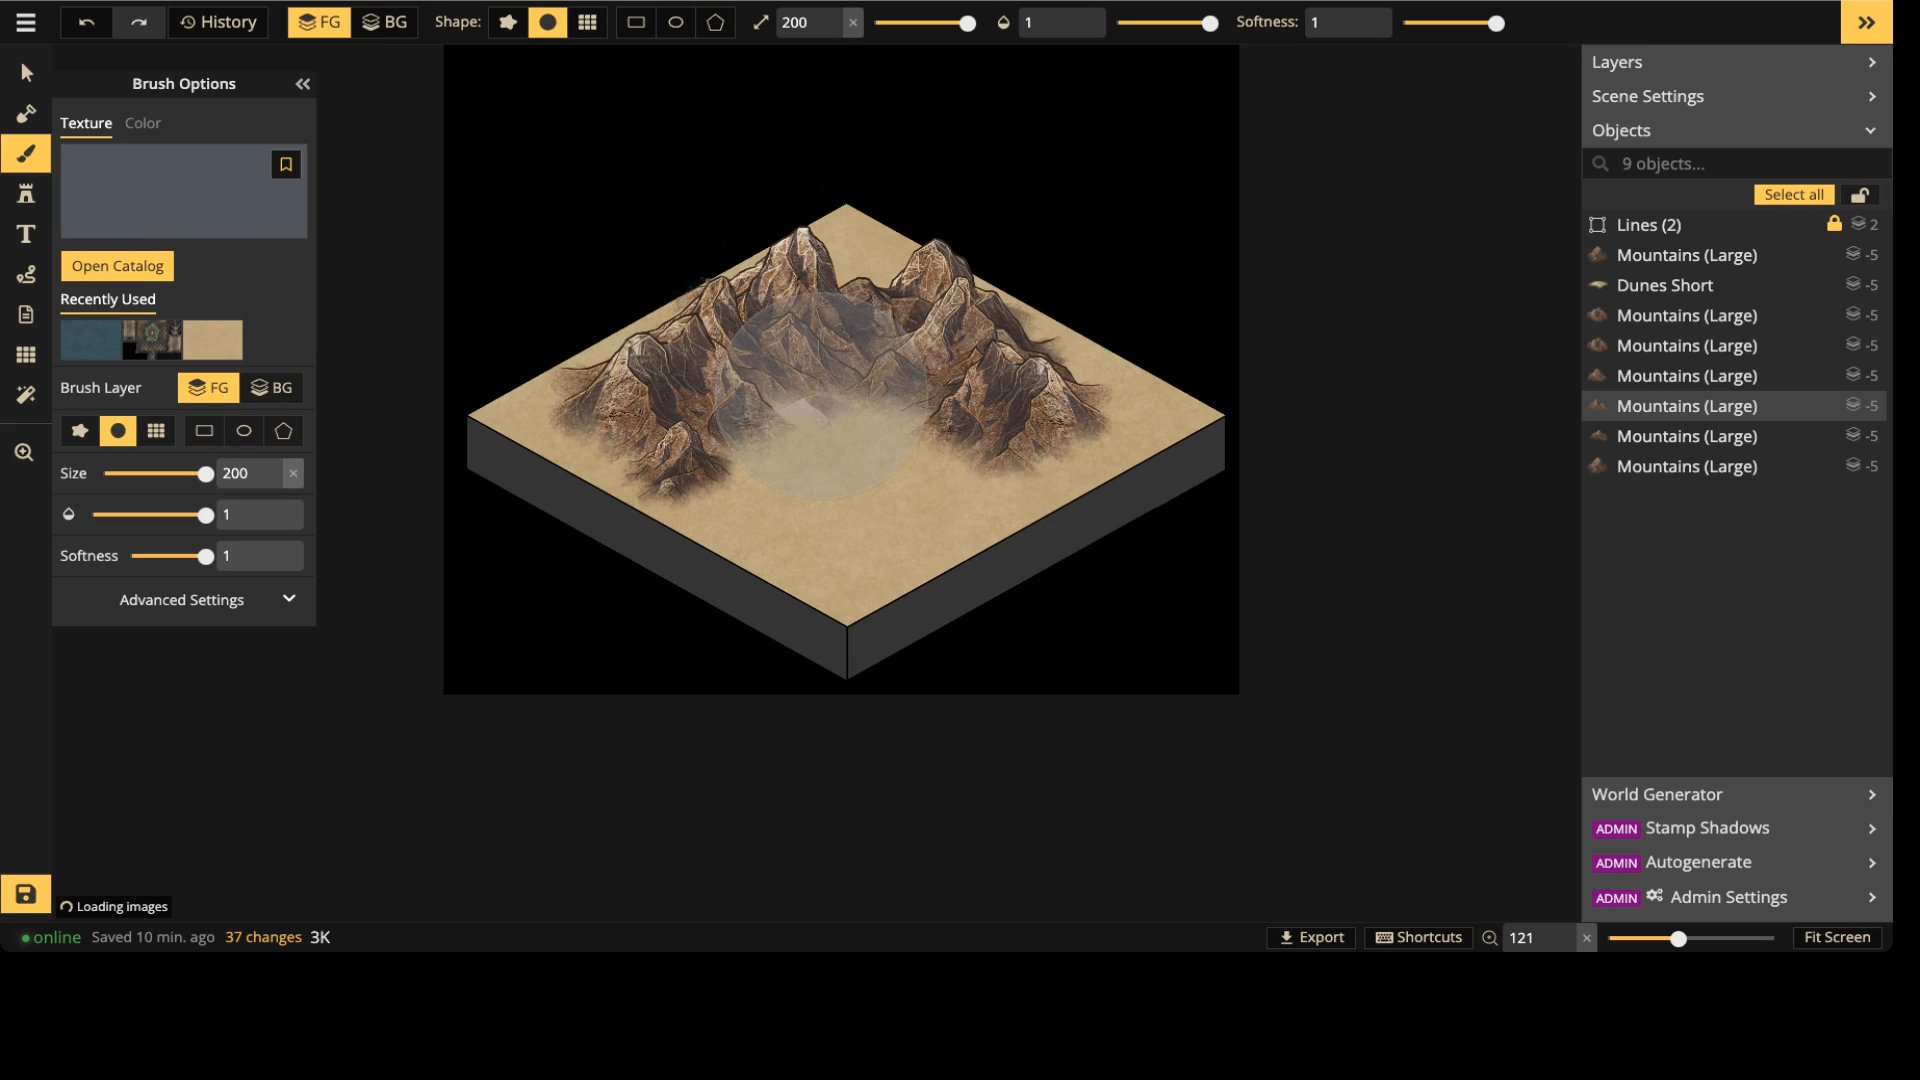 History FG BG Shape: 200 × 1 Softness: 1
Brush Options
Texture Color
Open Catalog
Recently Used
Brush Layer FG BG
Size 200 ×
1
Softness 1
Advanced Settings
Layers
Scene Settings
Objects
9 objects...
Select all
Lines (2) 2
Mountains (Large) -5
Dunes Short -5
Mountains (Large) -5
Mountains (Large) -5
Mountains (Large) -5
Mountains (Large) -5
Mountains (Large) -5
Mountains (Large) -5
World Generator
ADMIN Stamp Shadows
ADMIN Autogenerate
ADMIN Admin Settings
Loading images
online Saved 10 min. ago 37 changes 3K Export Shortcuts 121 × Fit Screen